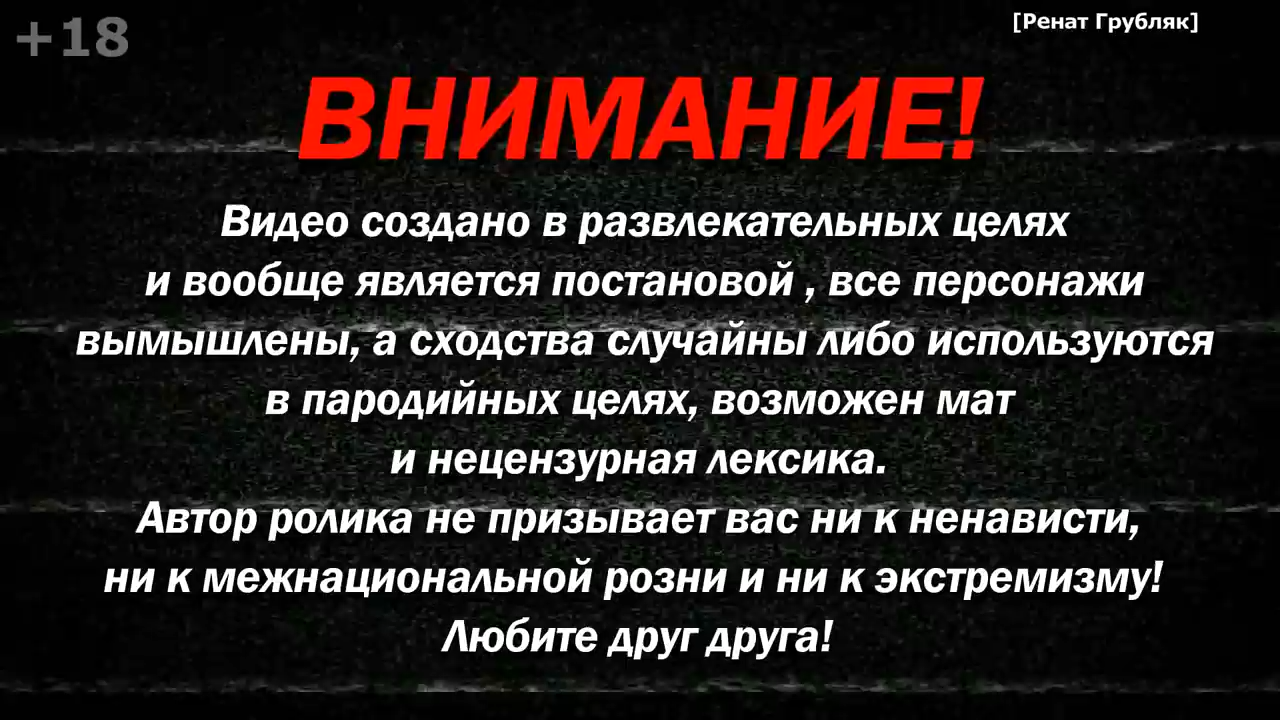 +18
[Ренат Грубляк]
ВНИМАНИЕ!
Видео создано в развлекательных целях
и вообще является постановой , все персонажи
вымышлены, а сходства случайны либо используются
в пародийных целях, возможен мат
и нецензурная лексика.
Автор ролика не призывает вас ни к ненависти,
ни к межнациональной розни и ни к экстремизму!
Любите друг друга!